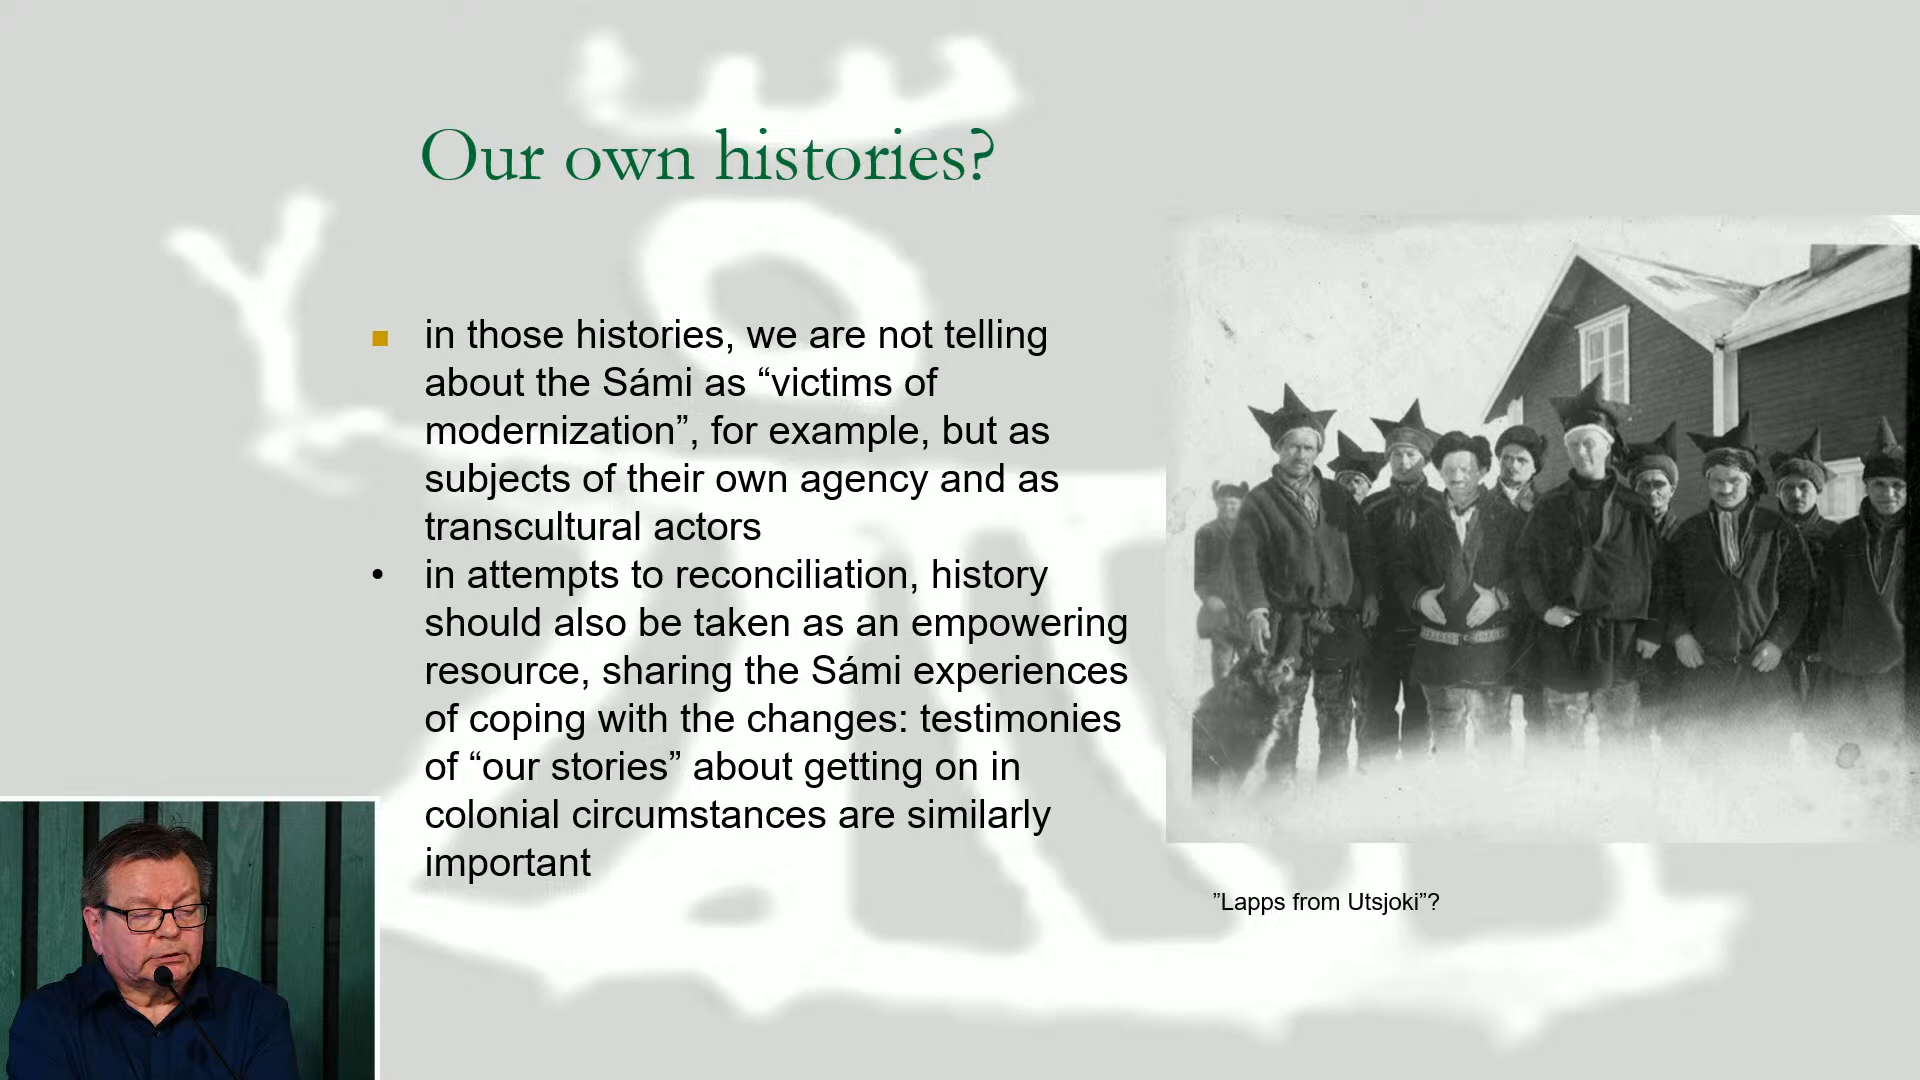 Our own histories?
■ in those histories, we are not telling
about the Sámi as “victims of
modernization”, for example, but as
subjects of their own agency and as
transcultural actors
• in attempts to reconciliation, history
should also be taken as an empowering
resource, sharing the Sámi experiences
of coping with the changes: testimonies
of “our stories” about getting on in
colonial circumstances are similarly
important
”Lapps from Utsjoki”?